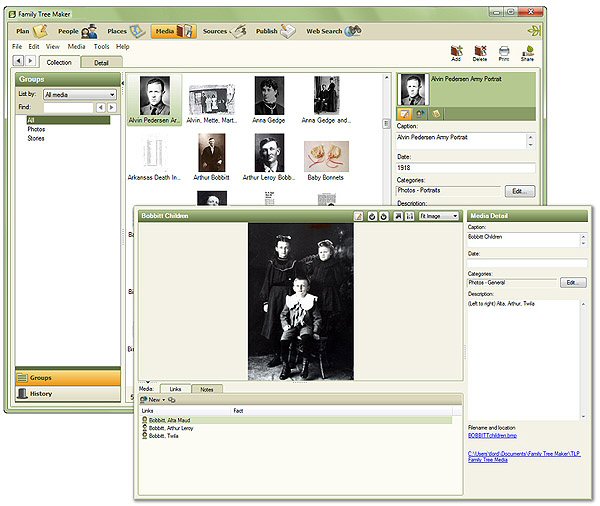 Family Tree Maker
Plan People Places Media Sources Publish Web Search
File Edit View Media Tools Help
Add Delete Print Share
Collection Detail
Groups
List by: All media
Find:
All
Photos
Stories
Groups
History
Alvin Pedersen Ar...
Alvin, Mette, Mart...
Anna Gedge
Anna Gedge and...
Arkansas Death In...
Arthur Bobbitt
Arthur Leroy Bobb...
Baby Bonnets
Alvin Pedersen Army Portrait
Caption:
Alvin Pedersen Army Portrait
Date:
1918
Categories:
Photos - Portraits Edit...
Description:
Bobbitt Children
Fit Image
Media: Links Notes
New
Links Fact
Bobbitt, Alta Maud
Bobbitt, Arthur Leroy
Bobbitt, Twila
Media Detail
Caption:
Bobbitt Children
Date:
Categories:
Photos - General Edit...
Description:
(Left to right) Alta, Arthur, Twila
Filename and location
BOBBITTchildren.bmp
C:\Users\tlord\Documents\Family Tree Maker\TLP
Family Tree Media